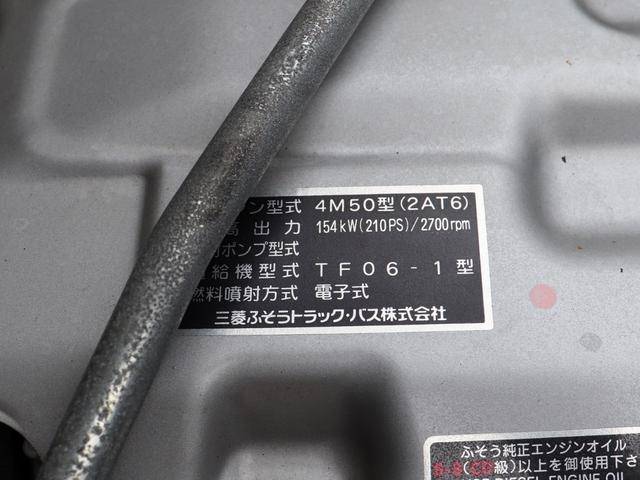 ン型式 4M50型(2AT6)
高出力 154kW(210PS)/2700rpm
ポンプ型式
給機型式 TF06-1型
燃料噴射方式 電子式
三菱ふそうトラック・バス株式会社
ふそう純正エンジンオイル
(CD級)以上を御使用下さ
DIESEL ENGINE OIL